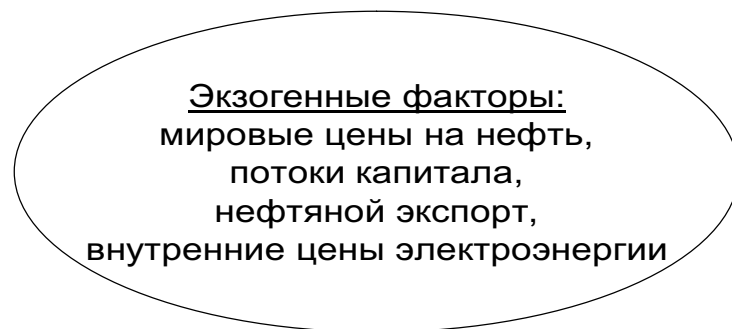 Экзогенные факторы:
мировые цены на нефть,
потоки капитала,
нефтяной экспорт,
внутренние цены электроэнергии